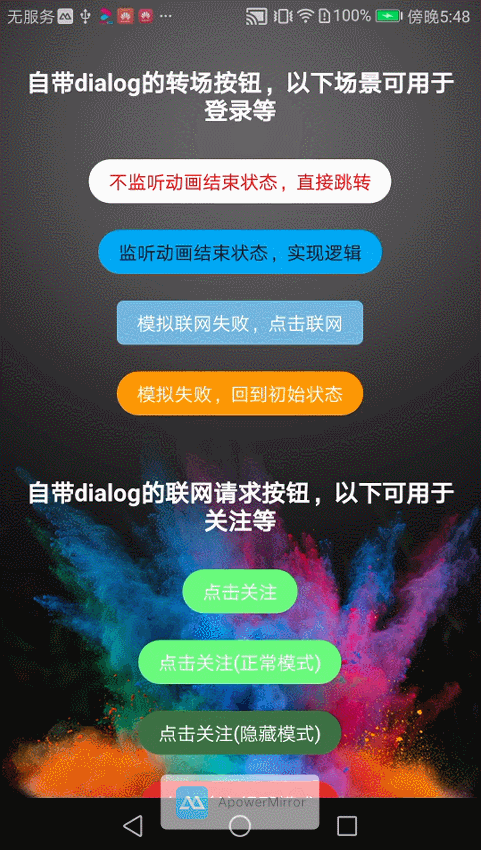 无服务 100% 傍晚5:48
自带dialog的转场按钮，以下场景可用于
登录等
不监听动画结束状态，直接跳转
监听动画结束状态，实现逻辑
模拟联网失败，点击联网
模拟失败，回到初始状态
自带dialog的联网请求按钮，以下可用于
关注等
点击关注
点击关注(正常模式)
点击关注(隐藏模式)
ApowerMirror